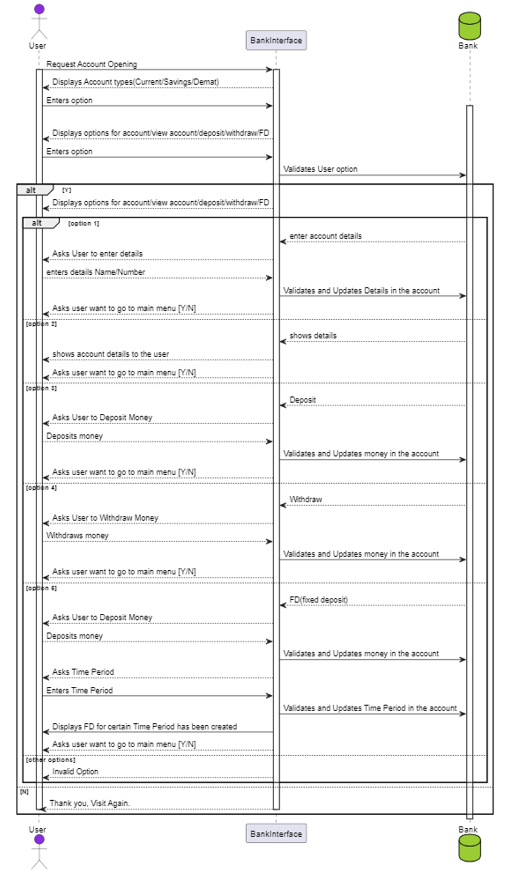 User
BankInterface
Bank
Request Account Opening
Displays Account types(Current/Savings/Demat)
Enters option
Displays options for account/view account/deposit/withdraw/FD
Enters option
Validates User option
alt [Y]
Displays options for account/view account/deposit/withdraw/FD
alt [option 1]
enter account details
Asks User to enter details
enters details Name/Number
Validates and Updates Details in the account
Asks user want to go to main menu [Y/N]
[option 2]
shows details
shows account details to the user
Asks user want to go to main menu [Y/N]
[option 3]
Deposit
Asks User to Deposit Money
Deposits money
Validates and Updates money in the account
Asks user want to go to main menu [Y/N]
[option 4]
Withdraw
Asks User to Withdraw Money
Withdraws money
Validates and Updates money in the account
Asks user want to go to main menu [Y/N]
[option 5]
FD(fixed deposit)
Asks User to Deposit Money
Deposits money
Validates and Updates money in the account
Asks Time Period
Enters Time Period
Validates and Updates Time Period in the account
Displays FD for certain Time Period has been created
Asks user want to go to main menu [Y/N]
[other options]
Invalid Option
[N]
Thank you, Visit Again.
User
BankInterface
Bank